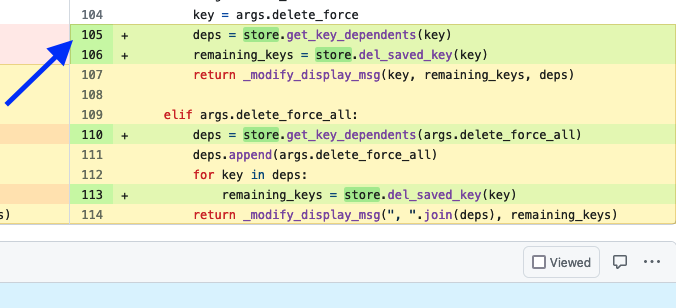 104 key = args.delete_force
105 + deps = store.get_key_dependents(key)
106 + remaining_keys = store.del_saved_key(key)
107 return _modify_display_msg(key, remaining_keys, deps)
108
109 elif args.delete_force_all:
110 + deps = store.get_key_dependents(args.delete_force_all)
111 deps.append(args.delete_force_all)
112 for key in deps:
113 + remaining_keys = store.del_saved_key(key)
s) 114 return _modify_display_msg(", ".join(deps), remaining_keys)
Viewed